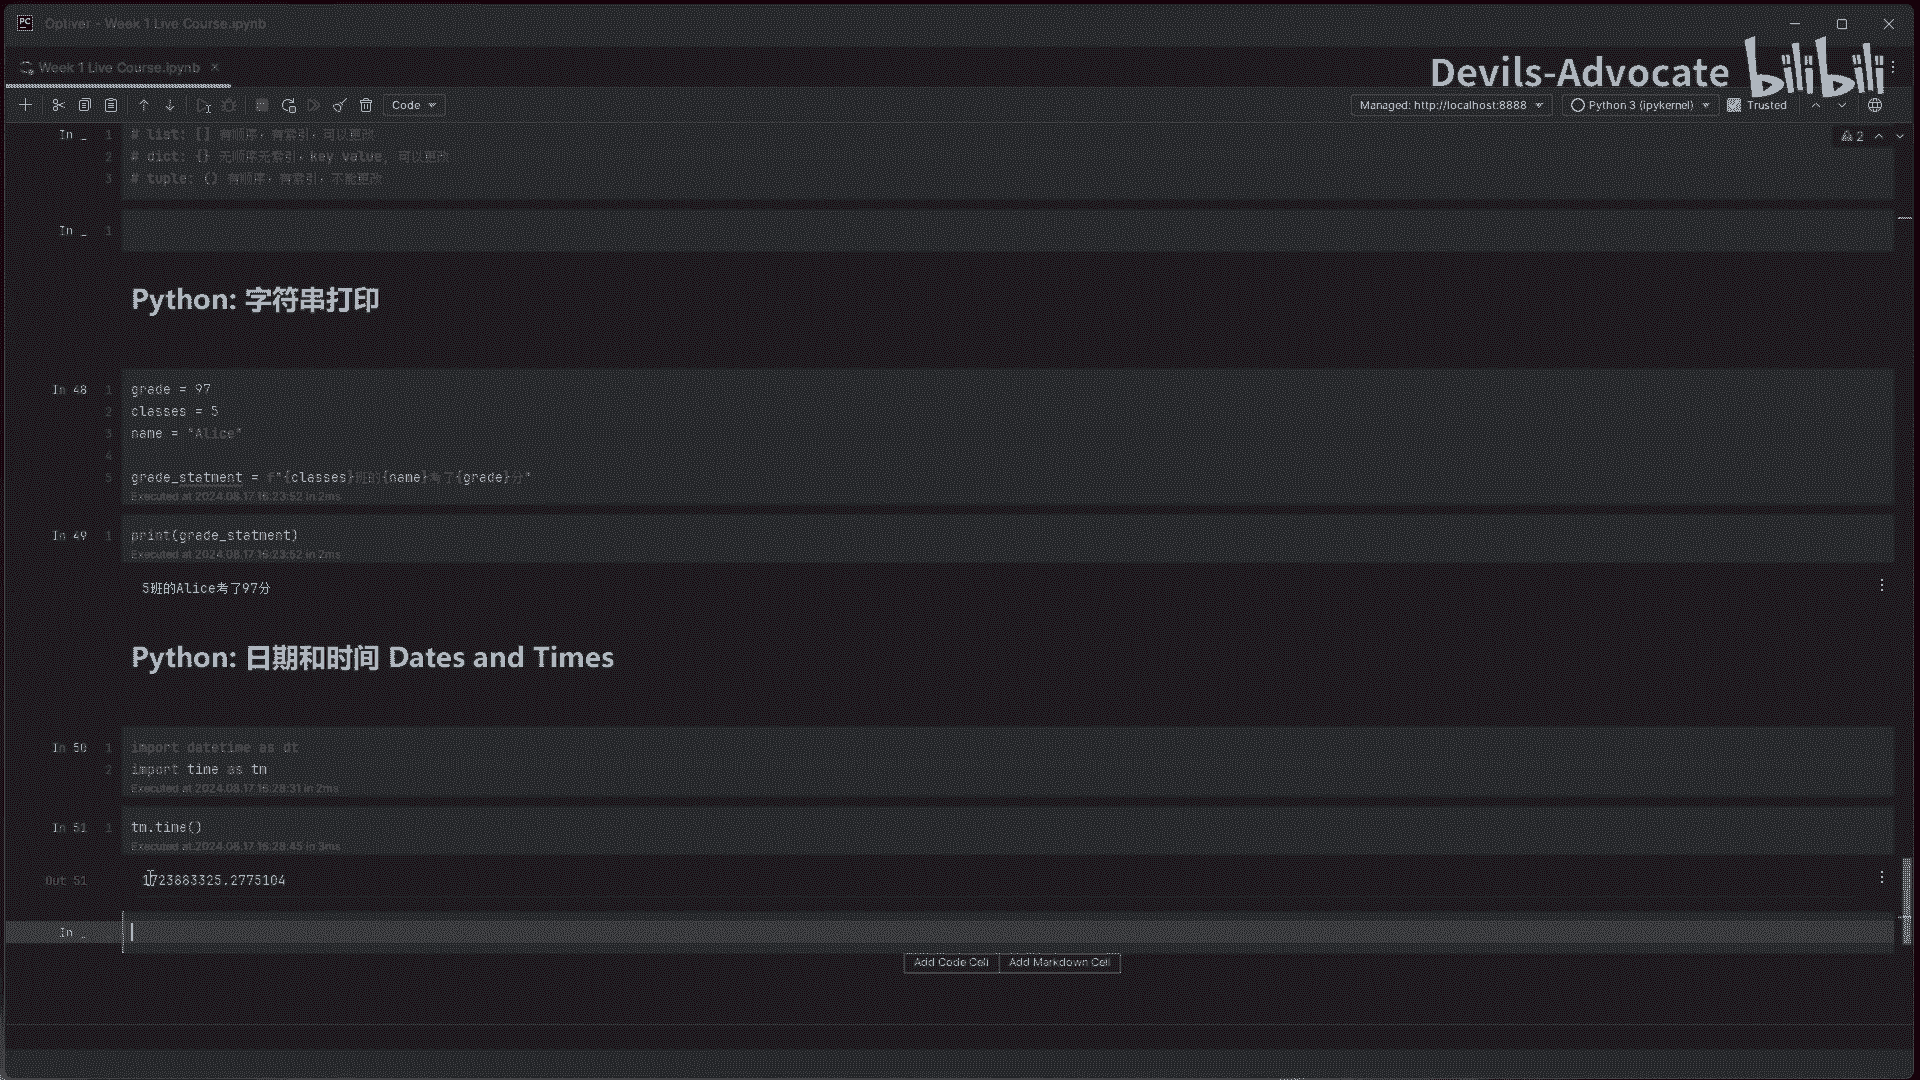 Optiver - Week 1 Live Course.ipynb
Week 1 Live Course.ipynb
Devils-Advocate bilibili
Code
Managed: http://localhost:8888
Python 3 (ipykernel)
Trusted
2
In _ 1 # list: [] 有顺序，有索引，可以更改
2 # dict: {} 无顺序无索引，key value, 可以更改
3 # tuple: () 有顺序，有索引，不能更改
In _ 1
Python: 字符串打印
In 48 1 grade = 97
2 classes = 5
3 name = "Alice"
4
5 grade_statment = f"{classes}班的{name}考了{grade}分"
Executed at 2024.08.17 16:23:52 in 2ms
In 49 1 print(grade_statment)
Executed at 2024.08.17 16:23:52 in 2ms
5班的Alice考了97分
Python: 日期和时间 Dates and Times
In 50 1 import datetime as dt
2 import time as tm
Executed at 2024.08.17 16:28:31 in 2ms
In 51 1 tm.time()
Executed at 2024.08.17 16:28:45 in 3ms
Out 51 1723883325.2775104
In _
Add Code Cell Add Markdown Cell